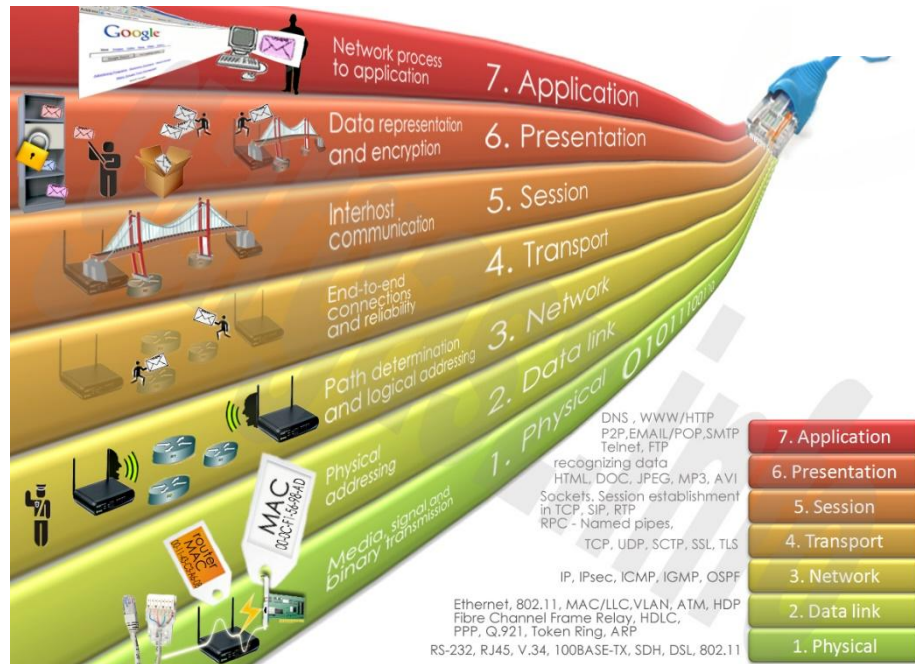 Google
Network process
to application
7. Application
Data representation
and encryption
6. Presentation
Interhost
communication
5. Session
End-to-end
connections
and reliability
4. Transport
Path determination
and logical addressing
3. Network
Physical
addressing
2. Data link
Media, signal, and
binary transmission
1. Physical
MAC
00-0C-F1-56-98-AD
router
MAC
DNS , WWW/HTTP
P2P,EMAIL/POP,SMTP
Telnet, FTP
7. Application
recognizing data
HTML, DOC, JPEG, MP3, AVI
6. Presentation
Sockets. Session establishment
in TCP, SIP, RTP
RPC - Named pipes,
5. Session
TCP, UDP, SCTP, SSL, TLS
4. Transport
IP, IPsec, ICMP, IGMP, OSPF
3. Network
Ethernet, 802.11, MAC/LLC,VLAN, ATM, HDP
Fibre Channel Frame Relay, HDLC,
PPP, Q.921, Token Ring, ARP
2. Data link
RS-232, RJ45, V.34, 100BASE-TX, SDH, DSL, 802.11
1. Physical